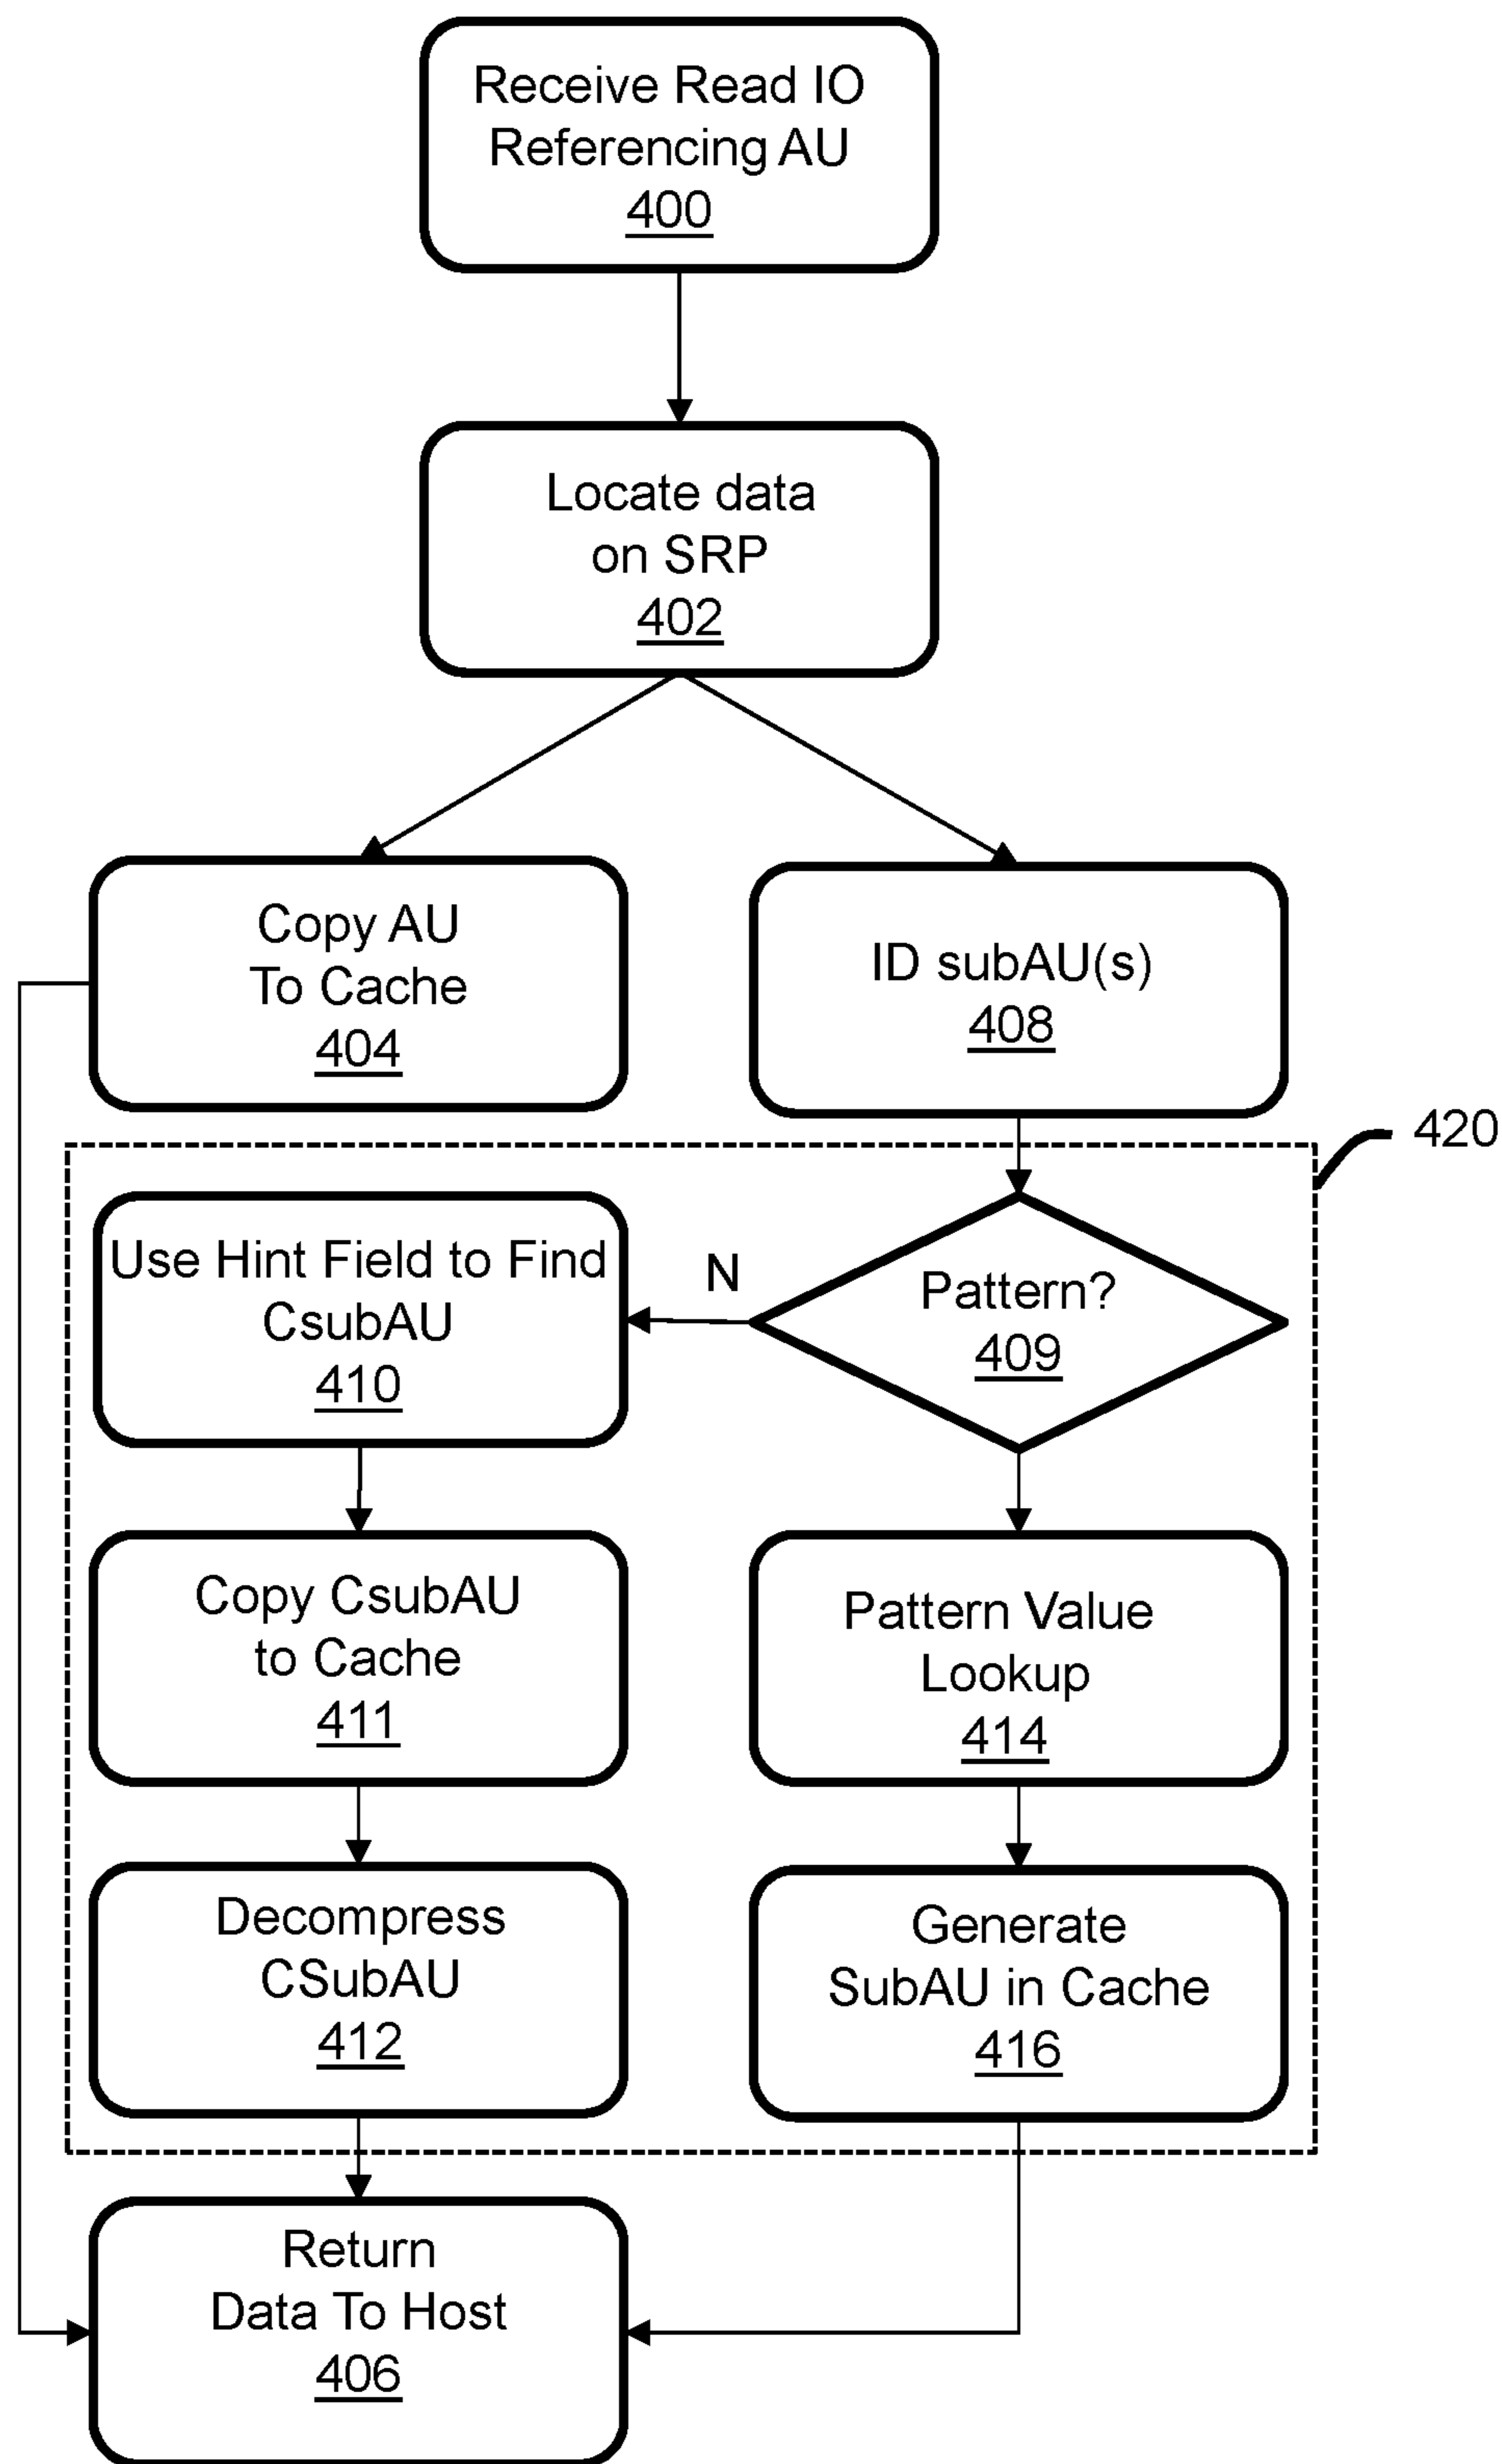 Receive Read IO
Referencing AU
400
Locate data
on SRP
402
Copy AU
To Cache
404
ID subAU(s)
408
420
Use Hint Field to Find
CsubAU
410
N
Pattern?
409
Copy CsubAU
to Cache
411
Pattern Value
Lookup
414
Decompress
CSubAU
412
Generate
SubAU in Cache
416
Return
Data To Host
406